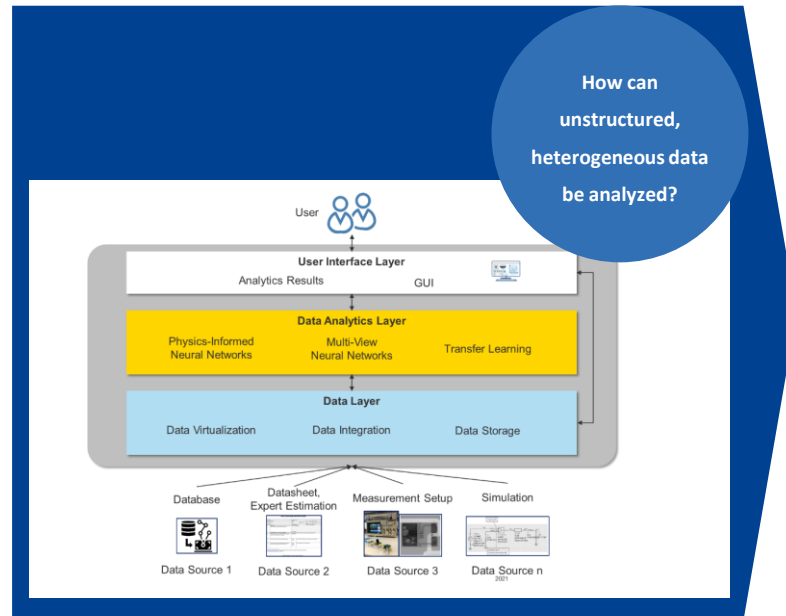 How can
unstructured,
heterogeneous data
be analyzed?
User
User Interface Layer
Analytics Results
GUI
Data Analytics Layer
Physics-Informed
Neural Networks
Multi-View
Neural Networks
Transfer Learning
Data Layer
Data Virtualization
Data Integration
Data Storage
Database
Datasheet,
Expert Estimation
Measurement Setup
Simulation
Data Source 1
Data Source 2
Data Source 3
Data Source n
2021